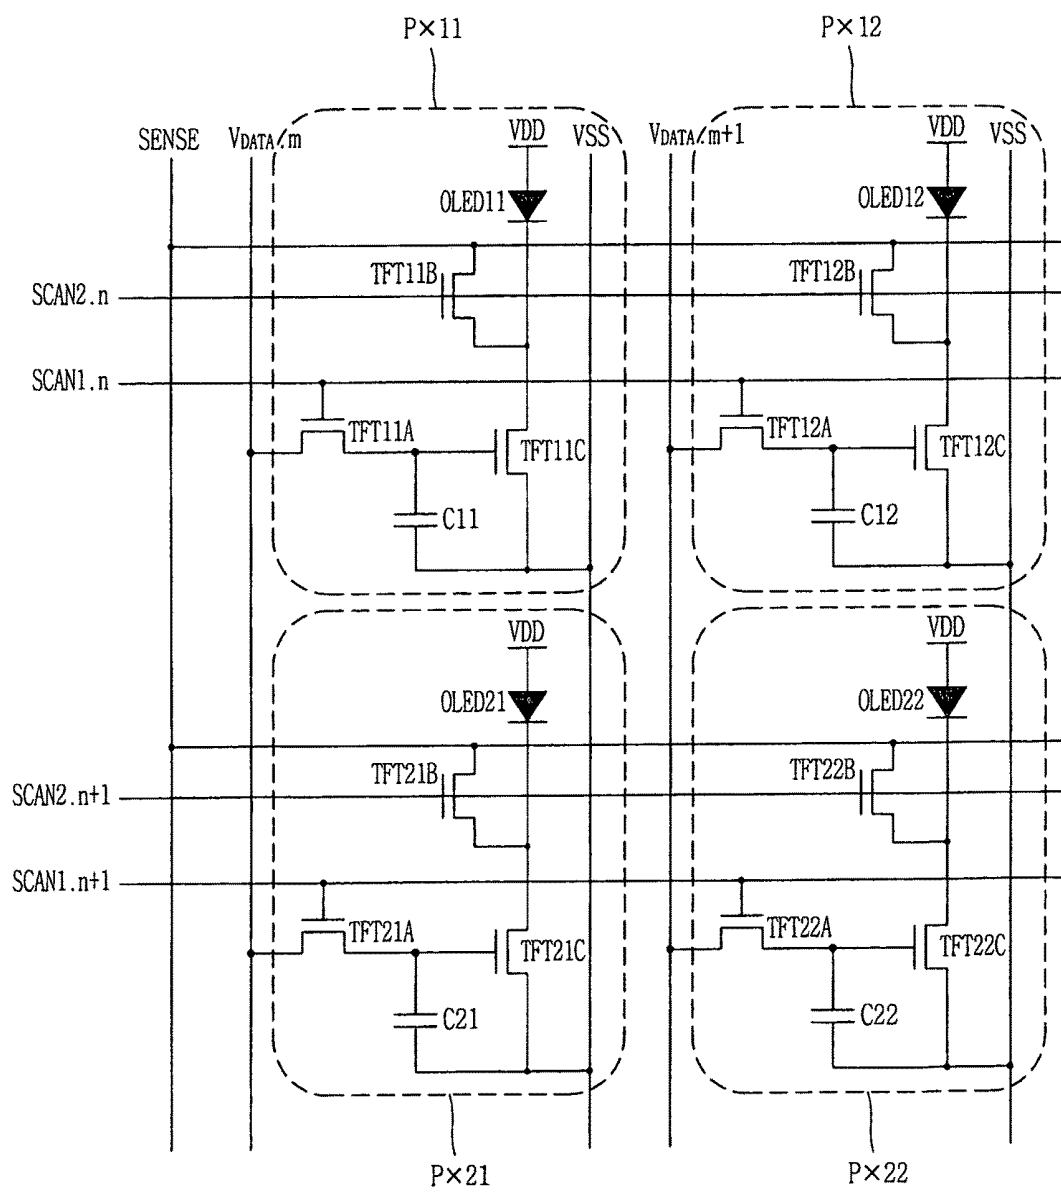 P×11
P×12
SENSE
VDATA.m
VDD
VSS
VDATA.m+1
VDD
VSS
OLED11
OLED12
TFT11B
TFT12B
SCAN2.n
SCAN1.n
TFT11A
TFT11C
TFT12A
TFT12C
C11
C12
VDD
VDD
OLED21
OLED22
TFT21B
TFT22B
SCAN2.n+1
SCAN1.n+1
TFT21A
TFT21C
TFT22A
TFT22C
C21
C22
P×21
P×22